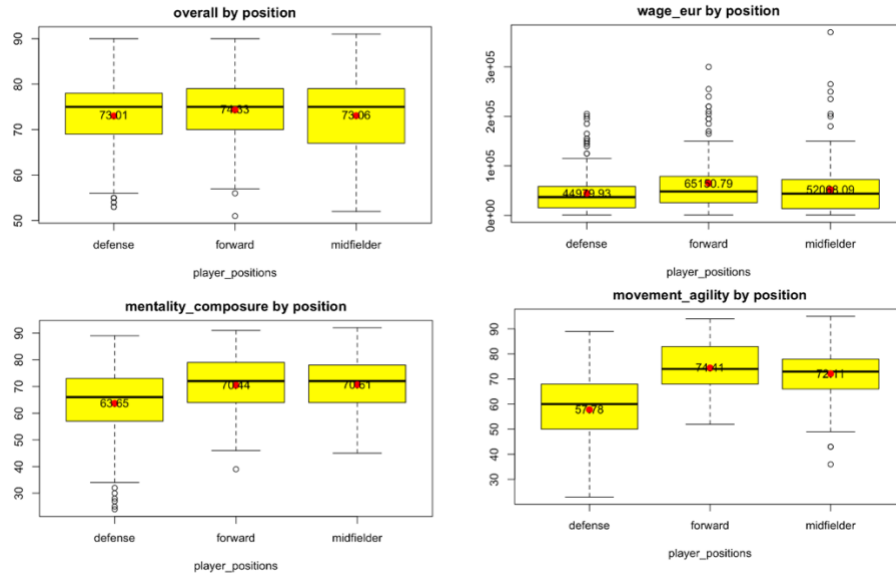 overall by position
90
80
70
60
50
73.01
74.33
73.06
defense forward midfielder
player_positions
wage_eur by position
3e+05
2e+05
1e+05
0e+00
44979.93
52068.09
defense forward midfielder
player_positions
mentality_composure by position
90
80
70
60
50
40
30
63.65
70.44
70.61
defense forward midfielder
player_positions
movement_agility by position
90
80
70
60
50
40
30
57.78
74.41
72.11
defense forward midfielder
player_positions